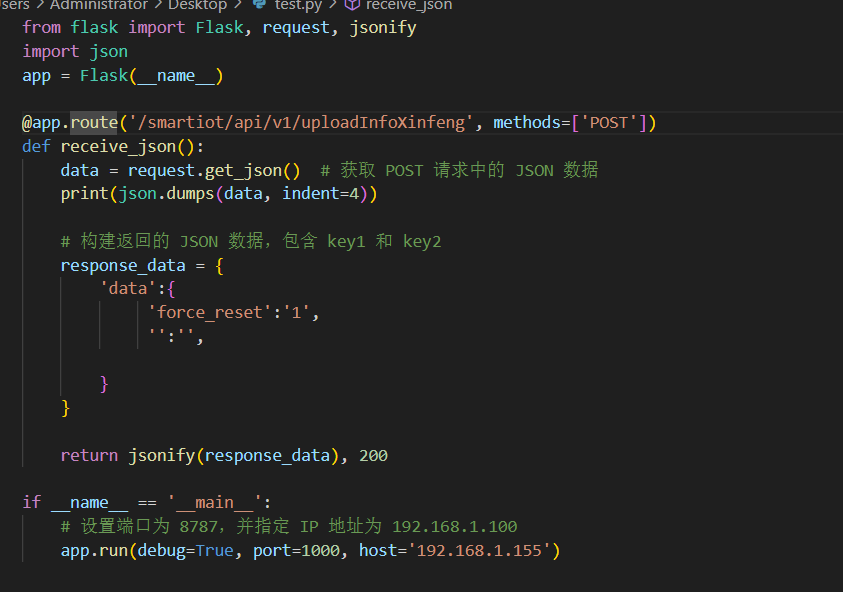 sers > Administrator > Desktop > test.py > receive_json
from flask import Flask, request, jsonify
import json
app = Flask(__name__)
@app.route('/smartiot/api/v1/uploadInfoXinfeng', methods=['POST'])
def receive_json():
    data = request.get_json()  # 获取 POST 请求中的 JSON 数据
    print(json.dumps(data, indent=4))
    # 构建返回的 JSON 数据，包含 key1 和 key2
    response_data = {
        'data':{
             'force_reset':'1',
             '':'',
        }
    }
    return jsonify(response_data), 200
if __name__ == '__main__':
    # 设置端口为 8787，并指定 IP 地址为 192.168.1.100
    app.run(debug=True, port=1000, host='192.168.1.155')